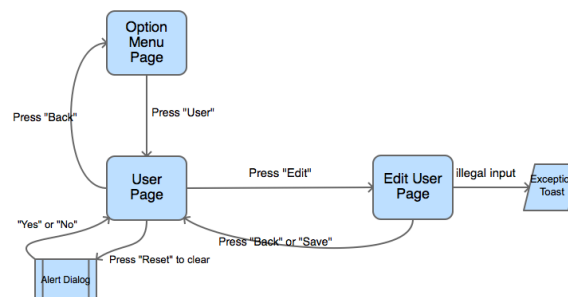 Option
Menu
Page
Press "Back"
Press "User"
User
Page
Press "Edit"
Edit User
Page
illegal input
Exceptio
Toast
"Yes" or "No"
Press "Back" or "Save"
Press "Reset" to clear
Alert Dialog